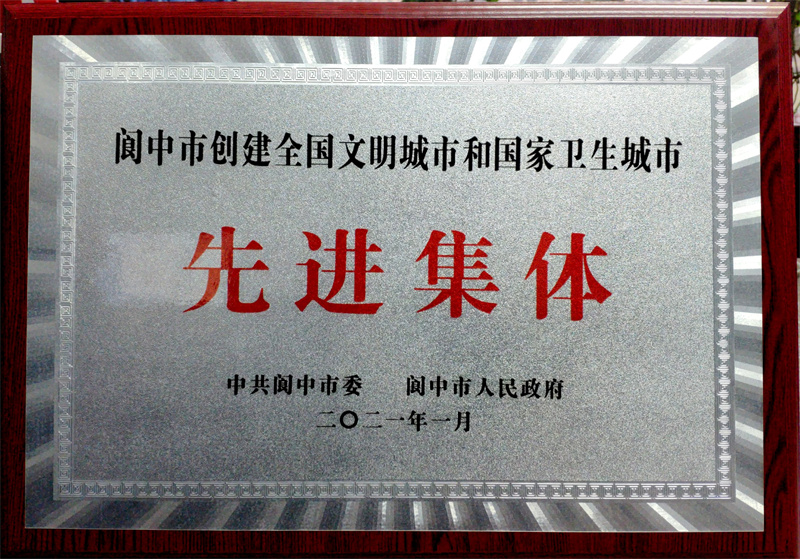 阆中市创建全国文明城市和国家卫生城市
先进集体
中共阆中市委 阆中市人民政府
二〇二一年一月